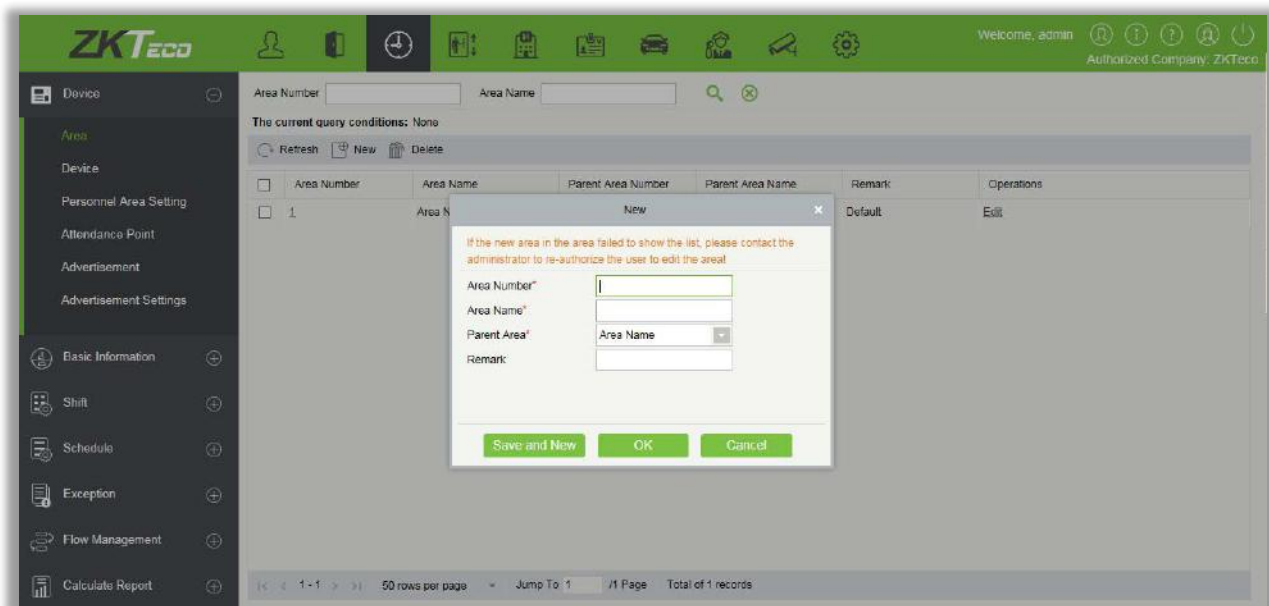 ZKTeco
Welcome, admin
Authorized Company: ZKTeco
Device
Area
Device
Personnel Area Setting
Attendance Point
Advertisement
Advertisement Settings
Basic Information
Shift
Schedule
Exception
Flow Management
Calculate Report
Area Number Area Name
The current query conditions: None
Refresh New Delete
Area Number Area Name Parent Area Number Parent Area Name Remark Operations
1 Area N Default Edit
New
If the new area in the area failed to show the list, please contact the
administrator to re-authorize the user to edit the area!
Area Number*
Area Name*
Parent Area* Area Name
Remark
Save and New OK Cancel
1-1 50 rows per page Jump To 1 /1 Page Total of 1 records